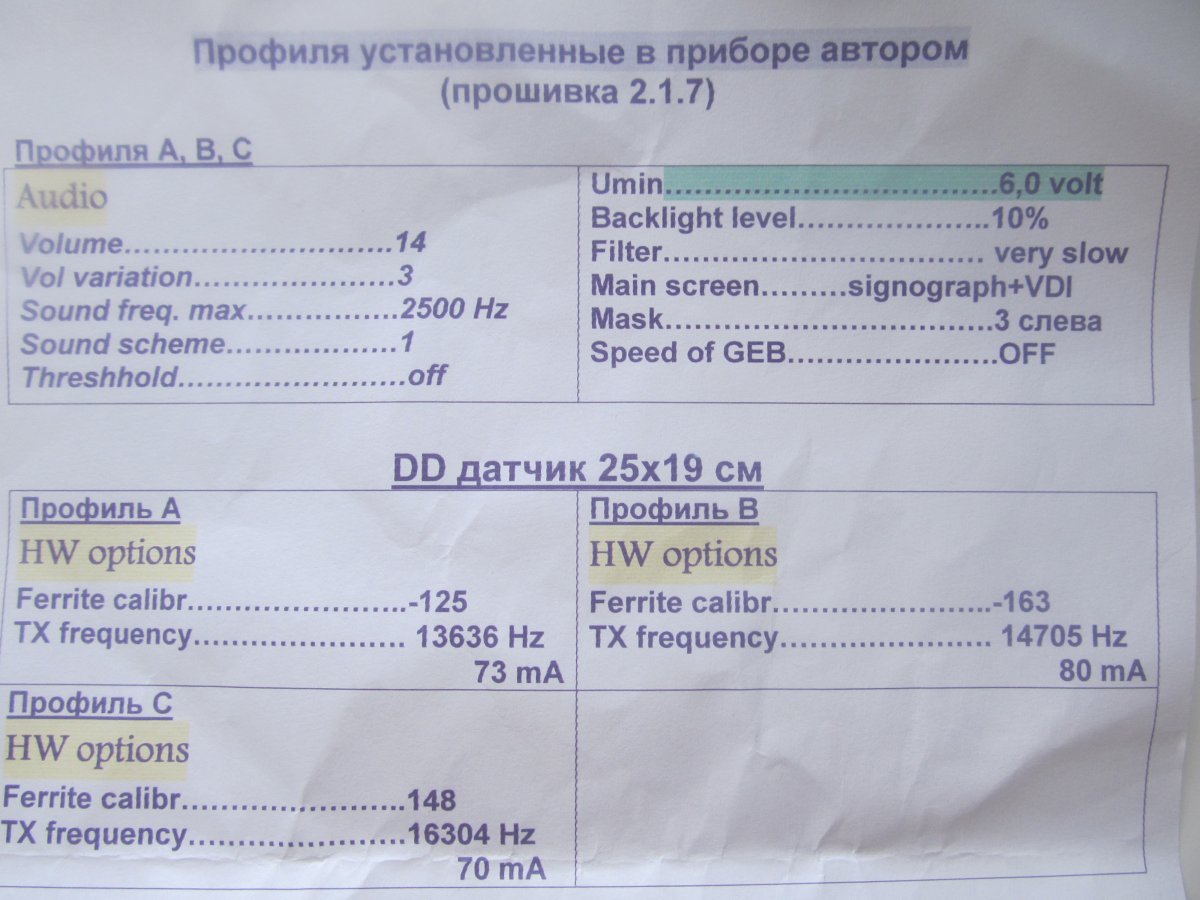 Профиля установленные в приборе автором
(прошивка 2.1.7)
Профиля A, B, C
Audio
Volume............................14
Vol variation.....................3
Sound freq. max................2500 Hz
Sound scheme..................1
Threshhold........................off
Umin..................................6,0 volt
Backlight level....................10%
Filter................................. very slow
Main screen.........signograph+VDI
Mask..................................3 слева
Speed of GEB......................OFF
DD датчик 25x19 см
Профиль A
HW options
Ferrite calibr.......................-125
TX frequency...................... 13636 Hz
73 mA
Профиль B
HW options
Ferrite calibr.......................-163
TX frequency...................... 14705 Hz
80 mA
Профиль C
HW options
Ferrite calibr.......................148
TX frequency.......................16304 Hz
70 mA